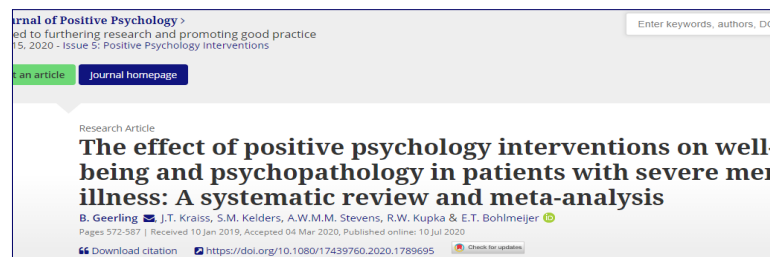 urnal of Positive Psychology >
ed to furthering research and promoting good practice
15, 2020 - Issue 5: Positive Psychology Interventions
Enter keywords, authors, DO
t an article
Journal homepage
Research Article
The effect of positive psychology interventions on well-
being and psychopathology in patients with severe men
illness: A systematic review and meta-analysis
B. Geerling, J.T. Kraiss, S.M. Kelders, A.W.M.M. Stevens, R.W. Kupka & E.T. Bohlmeijer iD
Pages 572-587 | Received 10 Jan 2019, Accepted 04 Mar 2020, Published online: 10 Jul 2020
Download citation https://doi.org/10.1080/17439760.2020.1789695 Check for updates